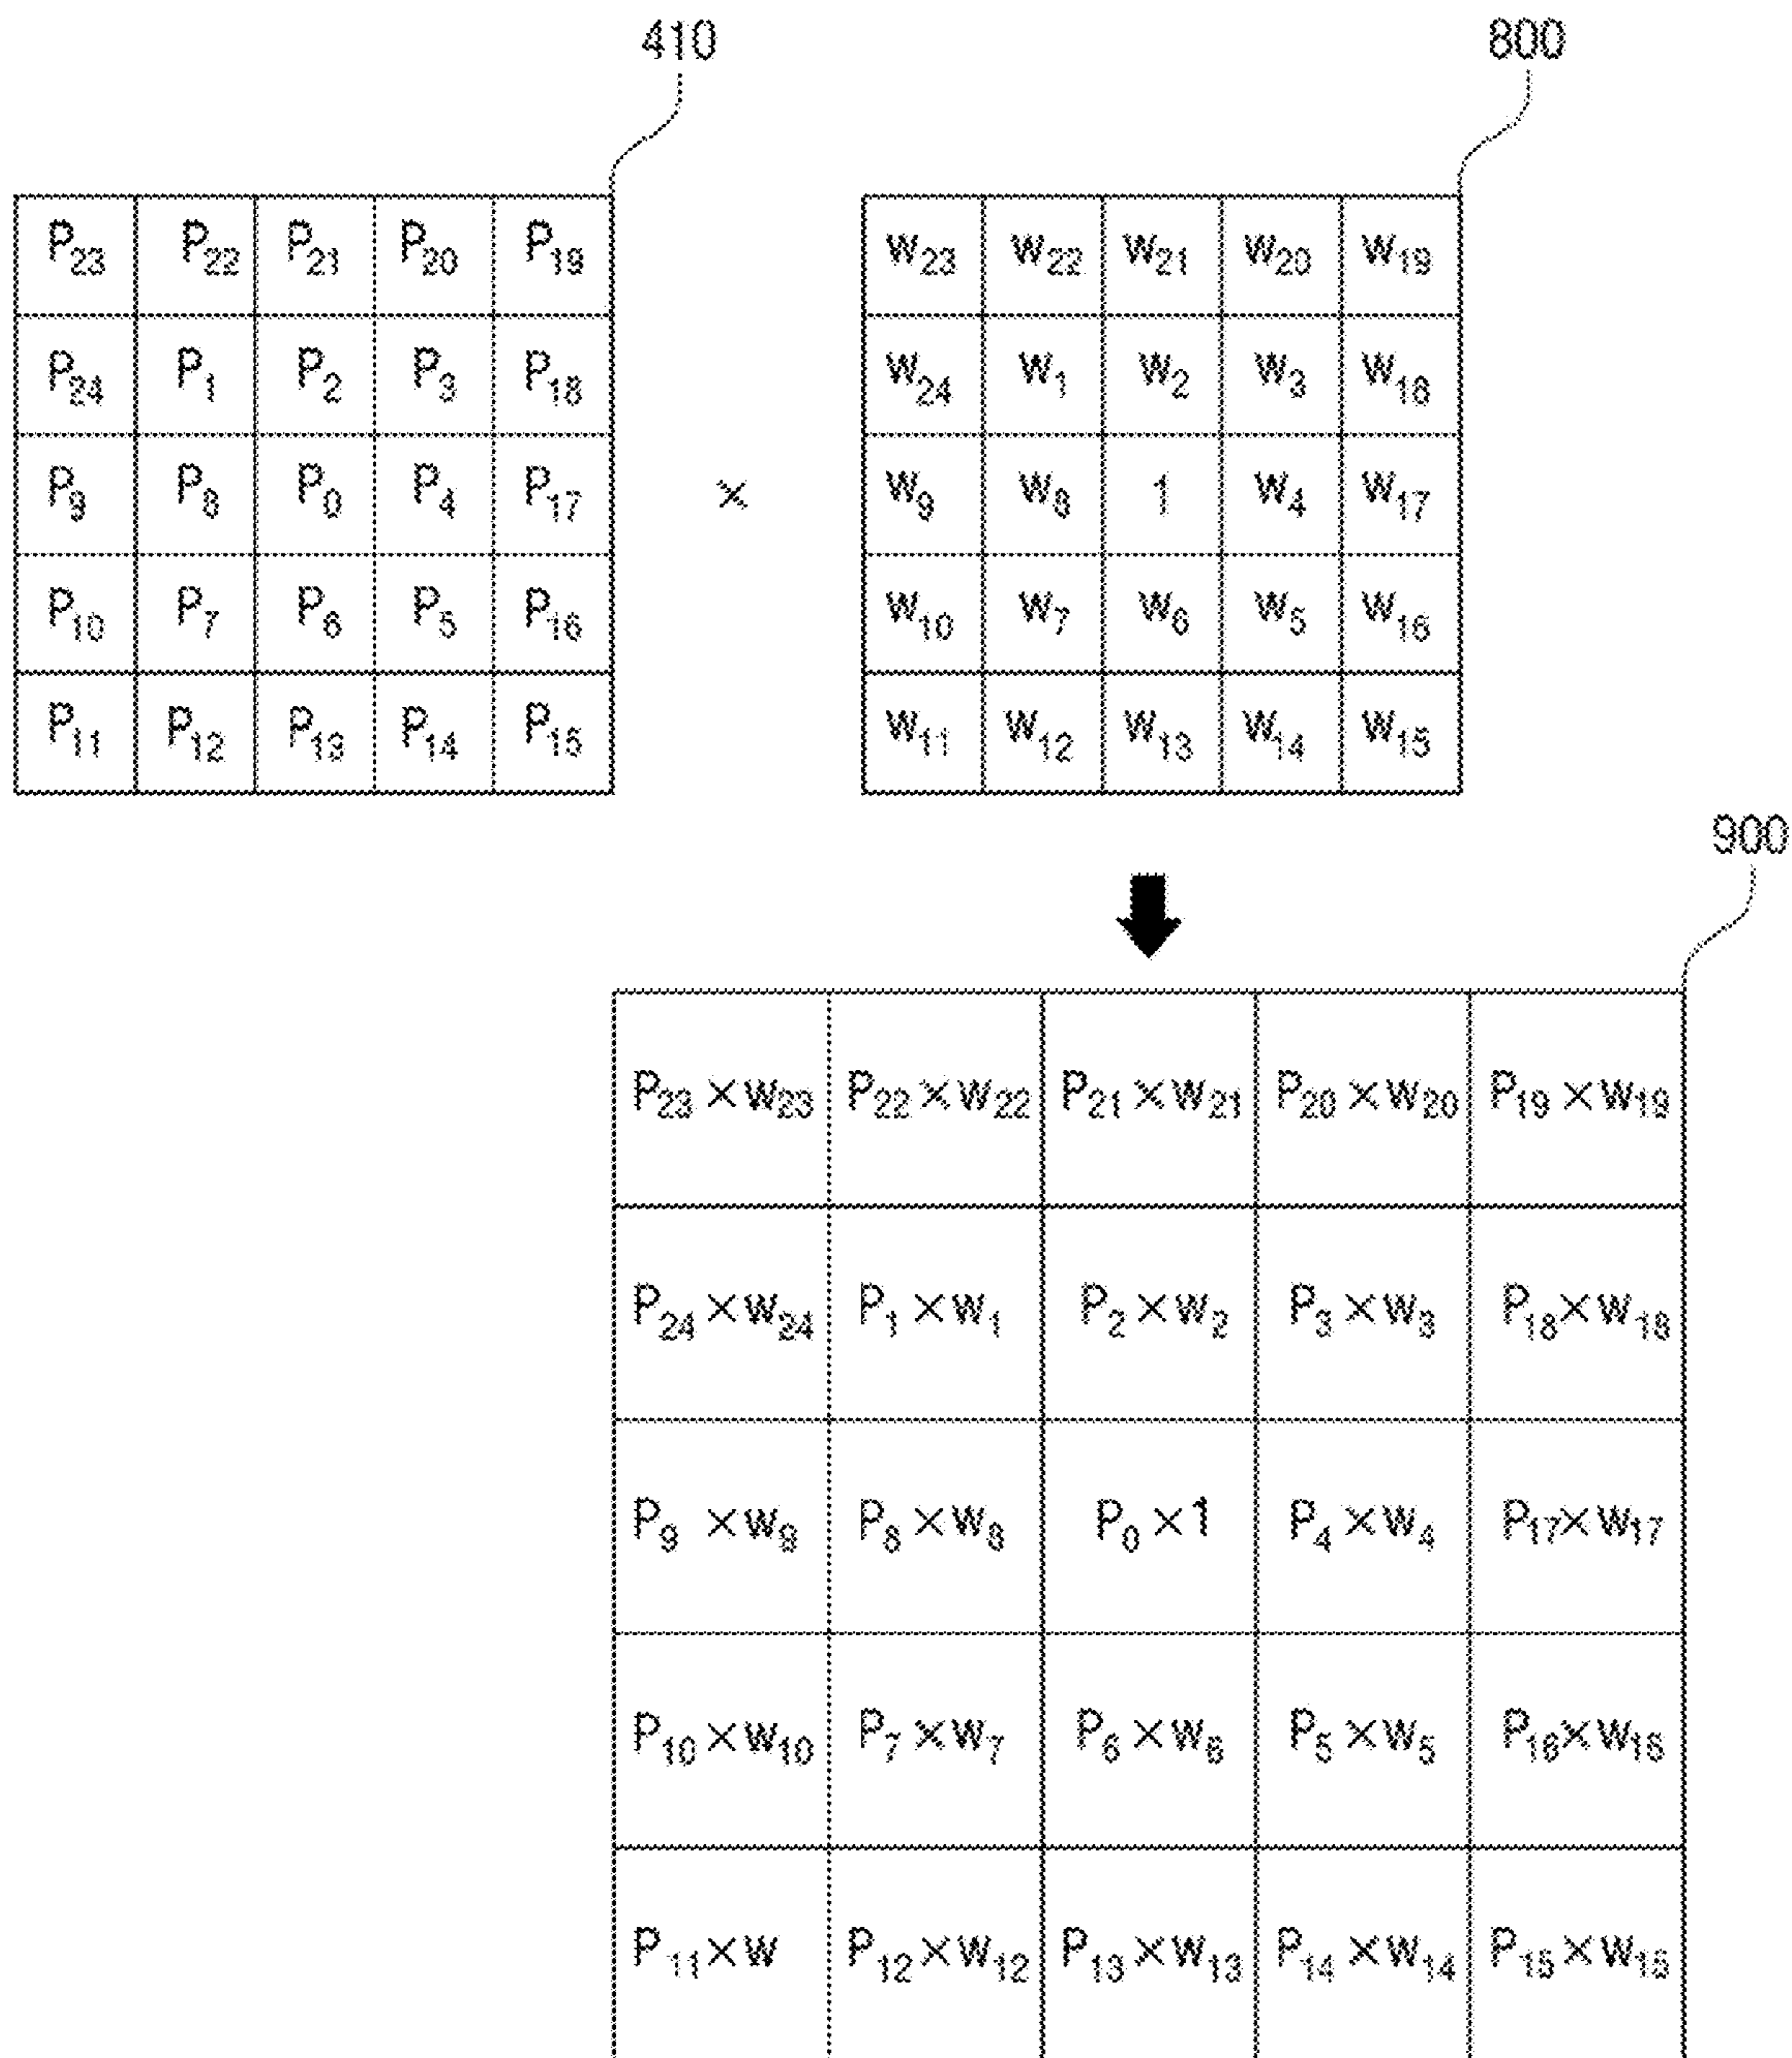 410 800
P₂₃ P₂₂ P₂₁ P₂₀ P₁₉ w₂₃ w₂₂ w₂₁ w₂₀ w₁₉
P₂₄ P₁ P₂ P₃ P₁₈ w₂₄ w₁ w₂ w₃ w₁₈
P₉ P₈ P₀ P₄ P₁₇ × w₉ w₈ 1 w₄ w₁₇
P₁₀ P₇ P₆ P₅ P₁₆ w₁₀ w₇ w₆ w₅ w₁₆
P₁₁ P₁₂ P₁₃ P₁₄ P₁₅ w₁₁ w₁₂ w₁₃ w₁₄ w₁₅
900
P₂₃ × w₂₃ P₂₂ × w₂₂ P₂₁ × w₂₁ P₂₀ × w₂₀ P₁₉ × w₁₉
P₂₄ × w₂₄ P₁ × w₁ P₂ × w₂ P₃ × w₃ P₁₈ × w₁₈
P₉ × w₉ P₈ × w₈ P₀ × 1 P₄ × w₄ P₁₇ × w₁₇
P₁₀ × w₁₀ P₇ × w₇ P₆ × w₆ P₅ × w₅ P₁₆ × w₁₆
P₁₁ × w P₁₂ × w₁₂ P₁₃ × w₁₃ P₁₄ × w₁₄ P₁₅ × w₁₅